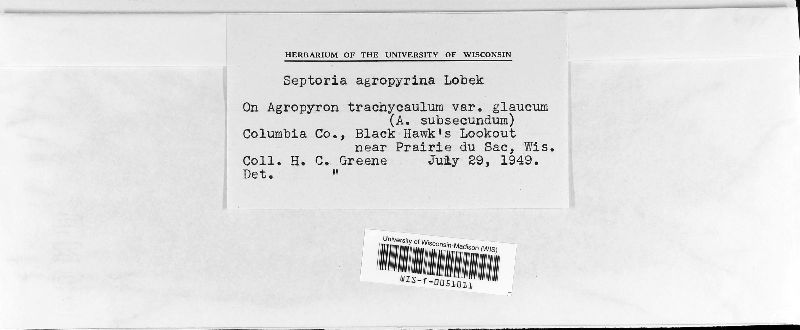 HERBARIUM OF THE UNIVERSITY OF WISCONSIN
Septoria agropyrina Lobek
On Agropyron trachycaulum var. glaucum
(A. subsecundum)
Columbia Co., Black Hawk's Lookout
near Prairie du Sac, Wis.
Coll. H. C. Greene July 29, 1949.
Det. "
University of Wisconsin-Madison (WIS)
WIS-f-0051011